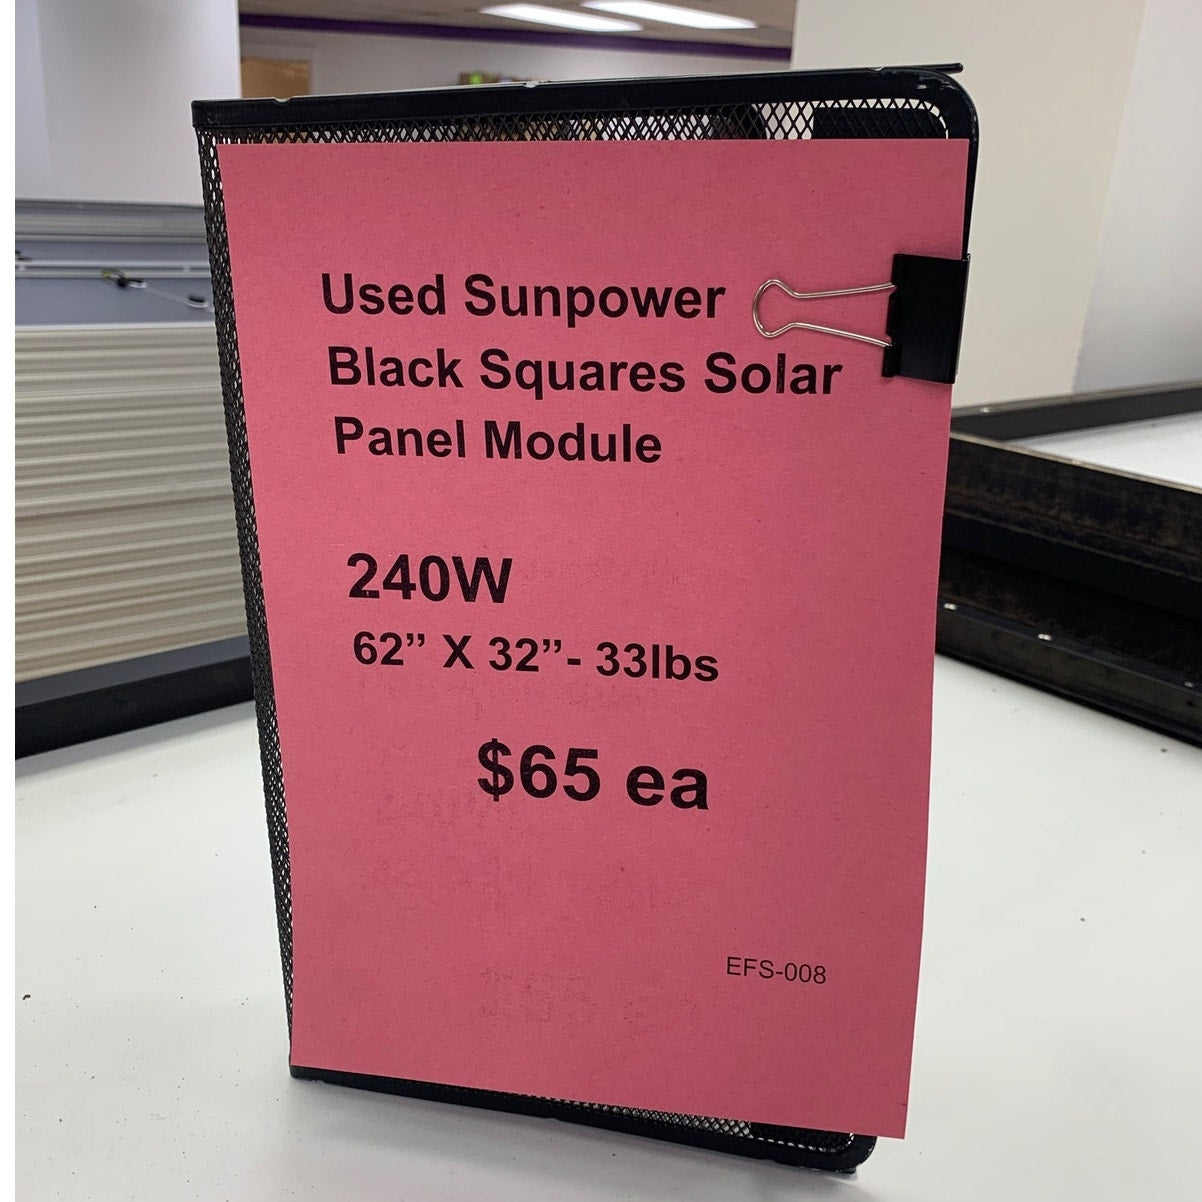 Used Sunpower
Black Squares Solar
Panel Module
240W
62” X 32”- 33lbs
$65 ea
EFS-008